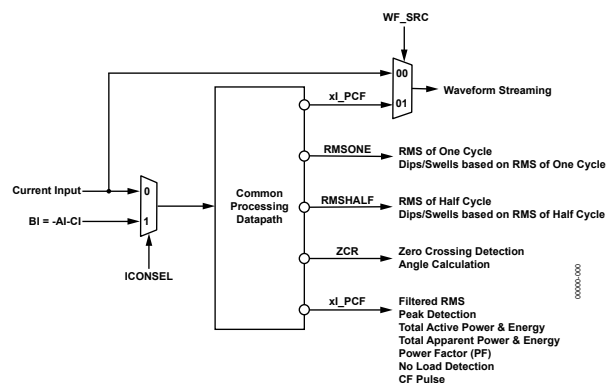 WF_SRC
00
01
Waveform Streaming
xI_PCF
RMSONE
RMS of One Cycle
Dips/Swells based on RMS of One Cycle
Current Input
0
BI = -AI-CI
1
ICONSEL
Common
Processing
Datapath
RMSHALF
RMS of Half Cycle
Dips/Swells based on RMS of Half Cycle
ZCR
Zero Crossing Detection
Angle Calculation
xI_PCF
Filtered RMS
Peak Detection
Total Active Power & Energy
Total Apparent Power & Energy
Power Factor (PF)
No Load Detection
CF Pulse
00000-000